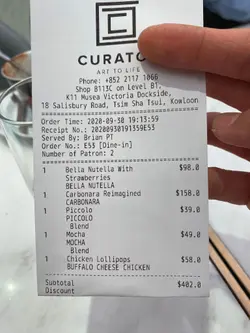 CURATO
ART TO LIFE
Phone: +852 2117 1066
Shop B113C on Level B1,
K11 Musea Victoria Dockside,
18 Salisbury Road, Tsim Sha Tsui, Kowloon
Order Time: 2020-09-30 19:13:59
Receipt No.: 20200930191359E53
Served By: Brian PT
Order No.: E53 [Dine-in]
Number of Patron: 2
1 Bella Nutella With Strawberries $98.0
BELLA NUTELLA
1 Carbonara Reimagined $158.0
CARBONARA
1 Piccolo $39.0
PICCOLO
Blend
1 Mocha $49.0
MOCHA
Blend
1 Chicken Lollipops $58.0
BUFFALO CHEESE CHICKEN
Subtotal $402.0
Discount